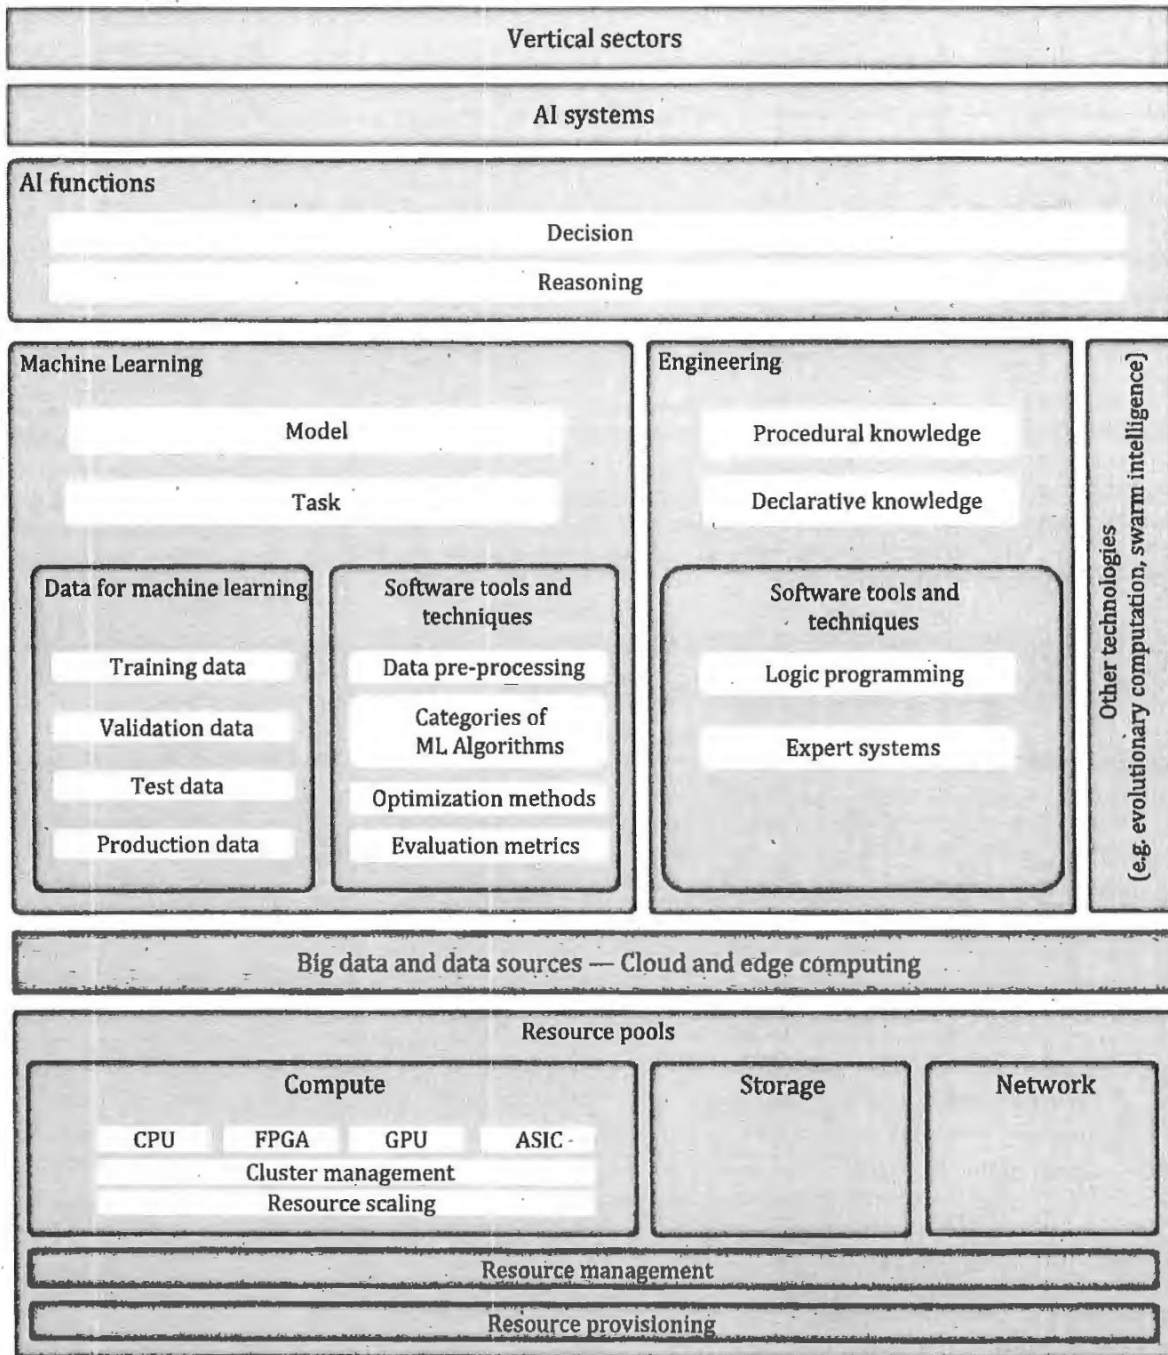 Vertical sectors
AI systems
AI functions
Decision
Reasoning
Machine Learning
Model
Task
Data for machine learning
Training data
Validation data
Test data
Production data
Software tools and
techniques
Data pre-processing
Categories of
ML Algorithms
Optimization methods
Evaluation metrics
Engineering
Procedural knowledge
Declarative knowledge
Software tools and
techniques
Logic programming
Expert systems
Other technologies
(e.g. evolutionary computation, swarm intelligence)
Big data and data sources — Cloud and edge computing
Resource pools
Compute
CPU FPGA GPU ASIC
Cluster management
Resource scaling
Storage
Network
Resource management
Resource provisioning